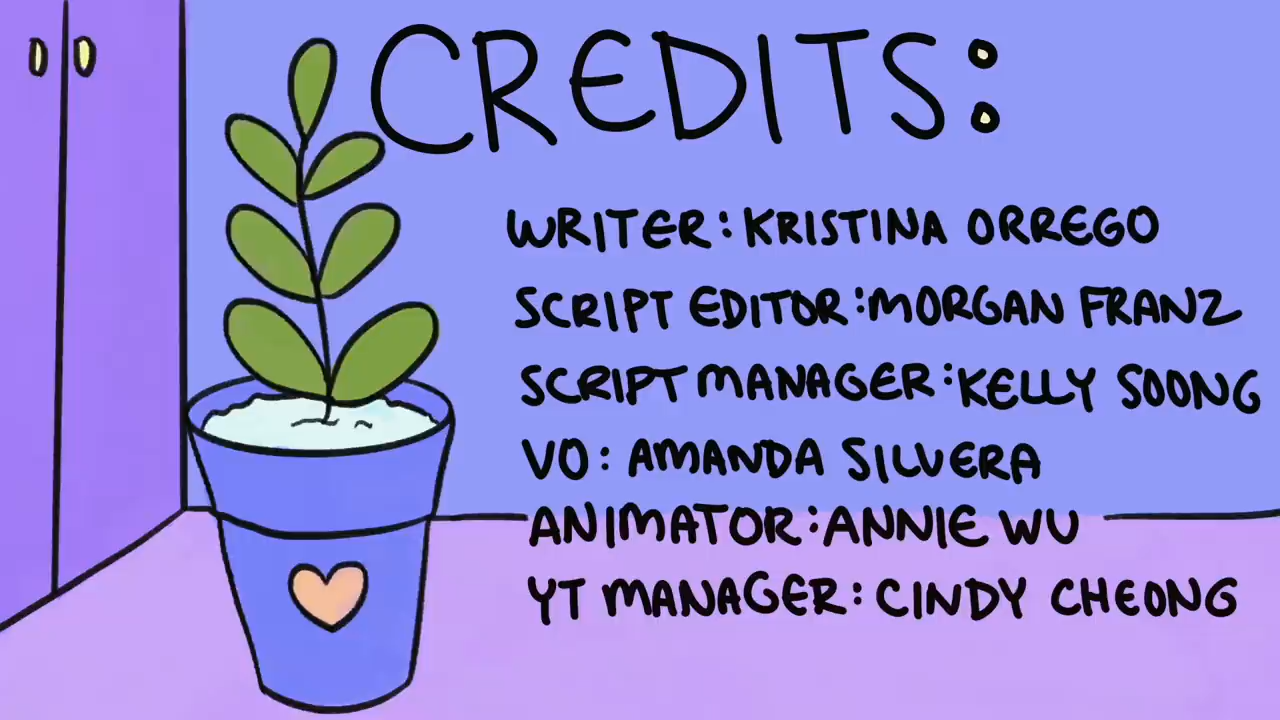 CREDITS:
WRITER: KRISTINA ORREGO
SCRIPT EDITOR: MORGAN FRANZ
SCRIPT MANAGER: KELLY SOONG
VO: AMANDA SILVERA
ANIMATOR: ANNIE WU
YT MANAGER: CINDY CHEONG